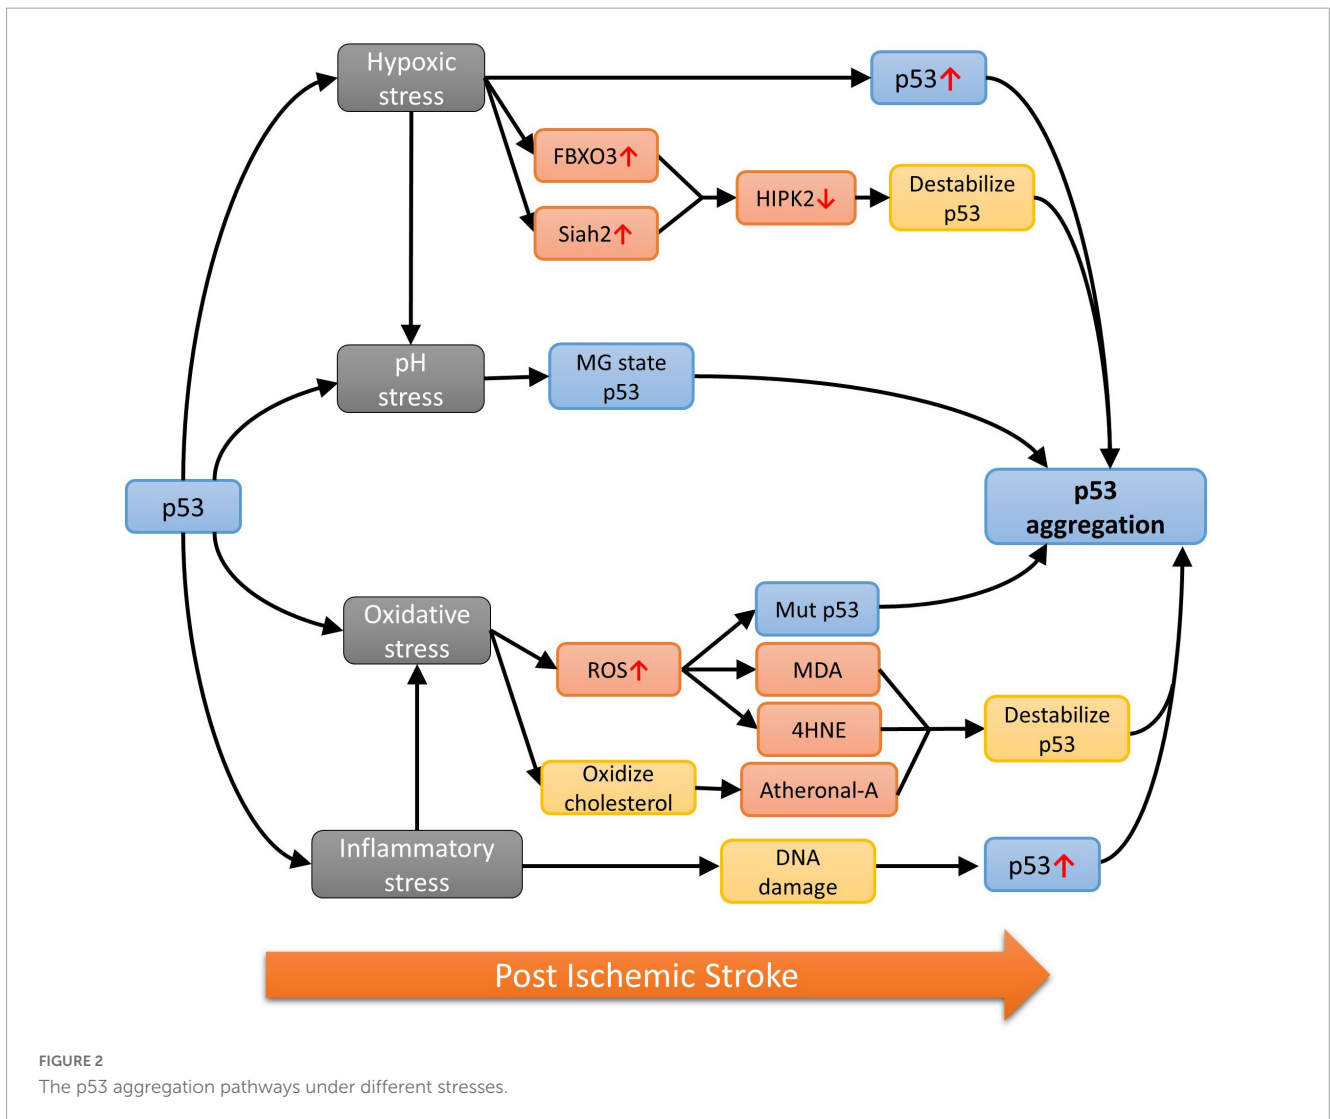 Hypoxic
stress
p53↑
FBXO3↑
Siah2↑
HIPK2↓
Destabilize
p53
pH
stress
MG state
p53
p53
p53
aggregation
Oxidative
stress
ROS↑
Mut p53
MDA
4HNE
Oxidize
cholesterol
Atheronal-A
Destabilize
p53
Inflammatory
stress
DNA
damage
p53↑
Post Ischemic Stroke
FIGURE 2
The p53 aggregation pathways under different stresses.